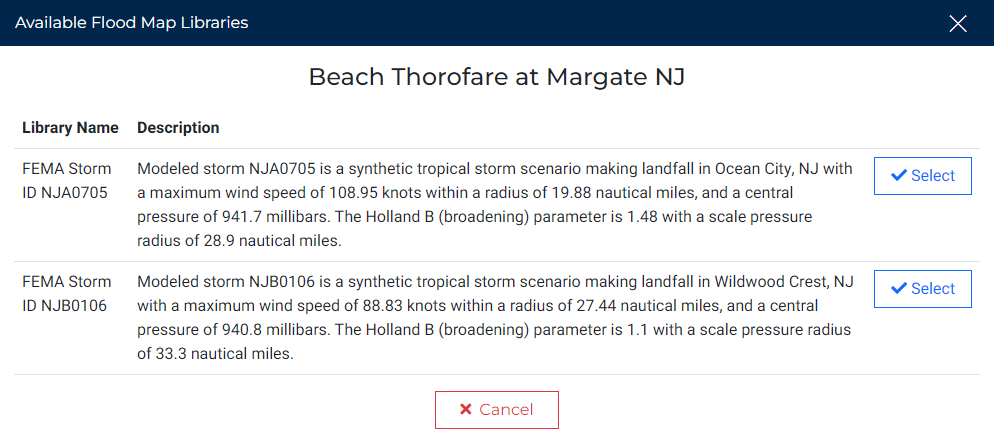 Available Flood Map Libraries
Beach Thorofare at Margate NJ
Library Name Description
FEMA Storm ID NJA0705
Modeled storm NJA0705 is a synthetic tropical storm scenario making landfall in Ocean City, NJ with
a maximum wind speed of 108.95 knots within a radius of 19.88 nautical miles, and a central
pressure of 941.7 millibars. The Holland B (broadening) parameter is 1.48 with a scale pressure
radius of 28.9 nautical miles.
Select
FEMA Storm ID NJB0106
Modeled storm NJB0106 is a synthetic tropical storm scenario making landfall in Wildwood Crest, NJ
with a maximum wind speed of 88.83 knots within a radius of 27.44 nautical miles, and a central
pressure of 940.8 millibars. The Holland B (broadening) parameter is 1.1 with a scale pressure radius
of 33.3 nautical miles.
Select
Cancel